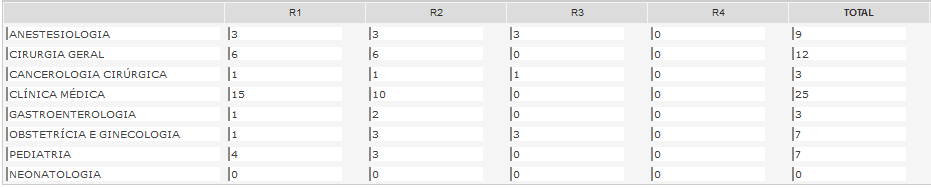 R1 R2 R3 R4 TOTAL
ANESTESIOLOGIA 3 3 3 0 9
CIRURGIA GERAL 6 6 0 0 12
CANCEROLOGIA CIRÚRGICA 1 1 1 0 3
CLÍNICA MÉDICA 15 10 0 0 25
GASTROENTEROLOGIA 1 2 0 0 3
OBSTETRÍCIA E GINECOLOGIA 1 3 3 0 7
PEDIATRIA 4 3 0 0 7
NEONATOLOGIA 0 0 0 0 0